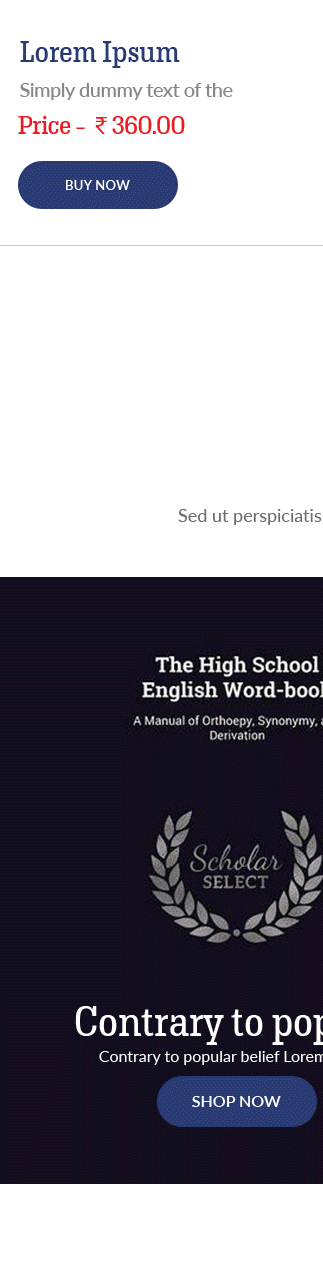 Lorem Ipsum
Simply dummy text of the
Price - ₹ 360.00
BUY NOW
Sed ut perspiciatis
The High School
English Word-book
A Manual of Orthoepy, Synonymy,
Derivation
Scholar
SELECT
Contrary to pop
Contrary to popular belief Lorem
SHOP NOW